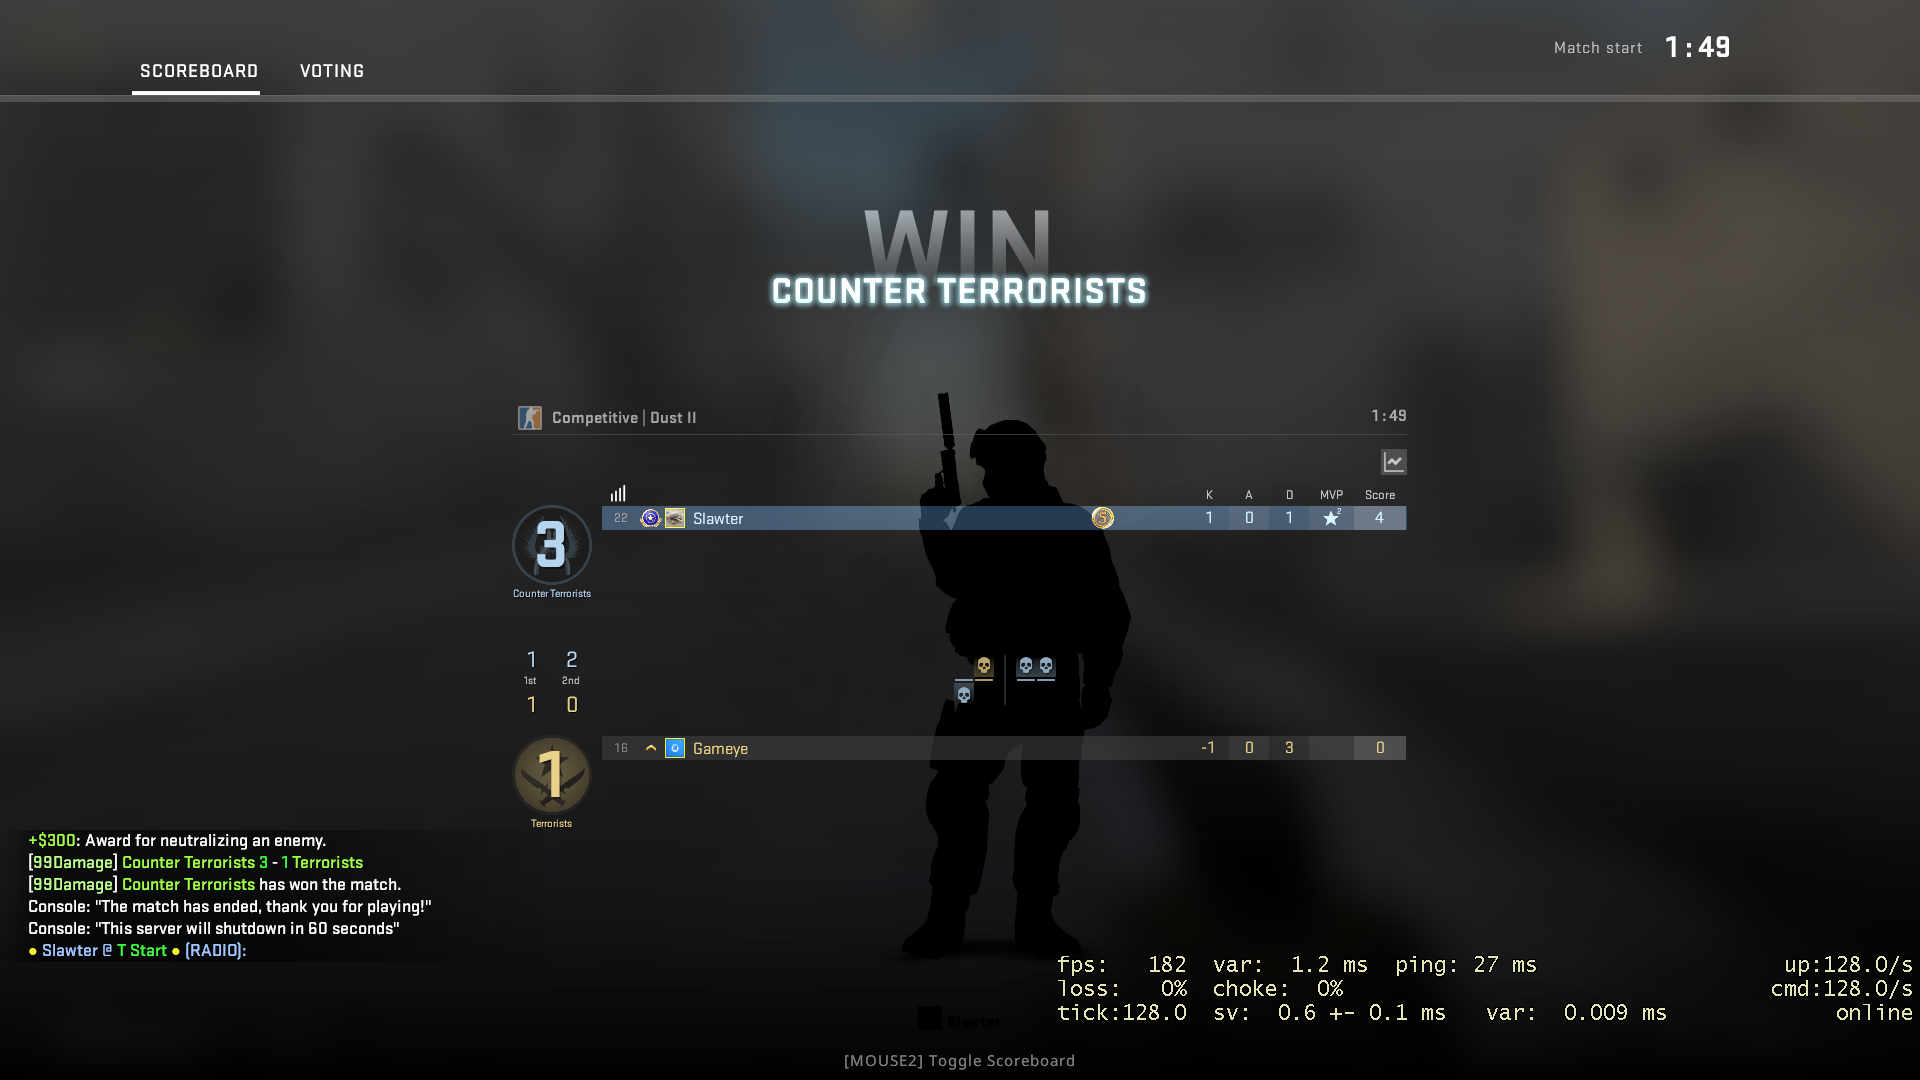 SCOREBOARD VOTING
Match start 1:49
WIN
COUNTER TERRORISTS
Competitive | Dust II 1:49
K A D MVP Score
22 Slawter 5 1 0 1 2 4
3
Counter Terrorists
1 2
1st 2nd
1 0
16 Gameye -1 0 3 0
1
Terrorists
+$300: Award for neutralizing an enemy.
[99Damage] Counter Terrorists 3 - 1 Terrorists
[99Damage] Counter Terrorists has won the match.
Console: "The match has ended, thank you for playing!"
Console: "This server will shutdown in 60 seconds"
● Slawter @ T Start ● (RADIO):
fps: 182 var: 1.2 ms ping: 27 ms up:128.0/s
loss: 0% choke: 0% cmd:128.0/s
tick:128.0 sv: 0.6 +- 0.1 ms var: 0.009 ms online
Slawter
[MOUSE2] Toggle Scoreboard